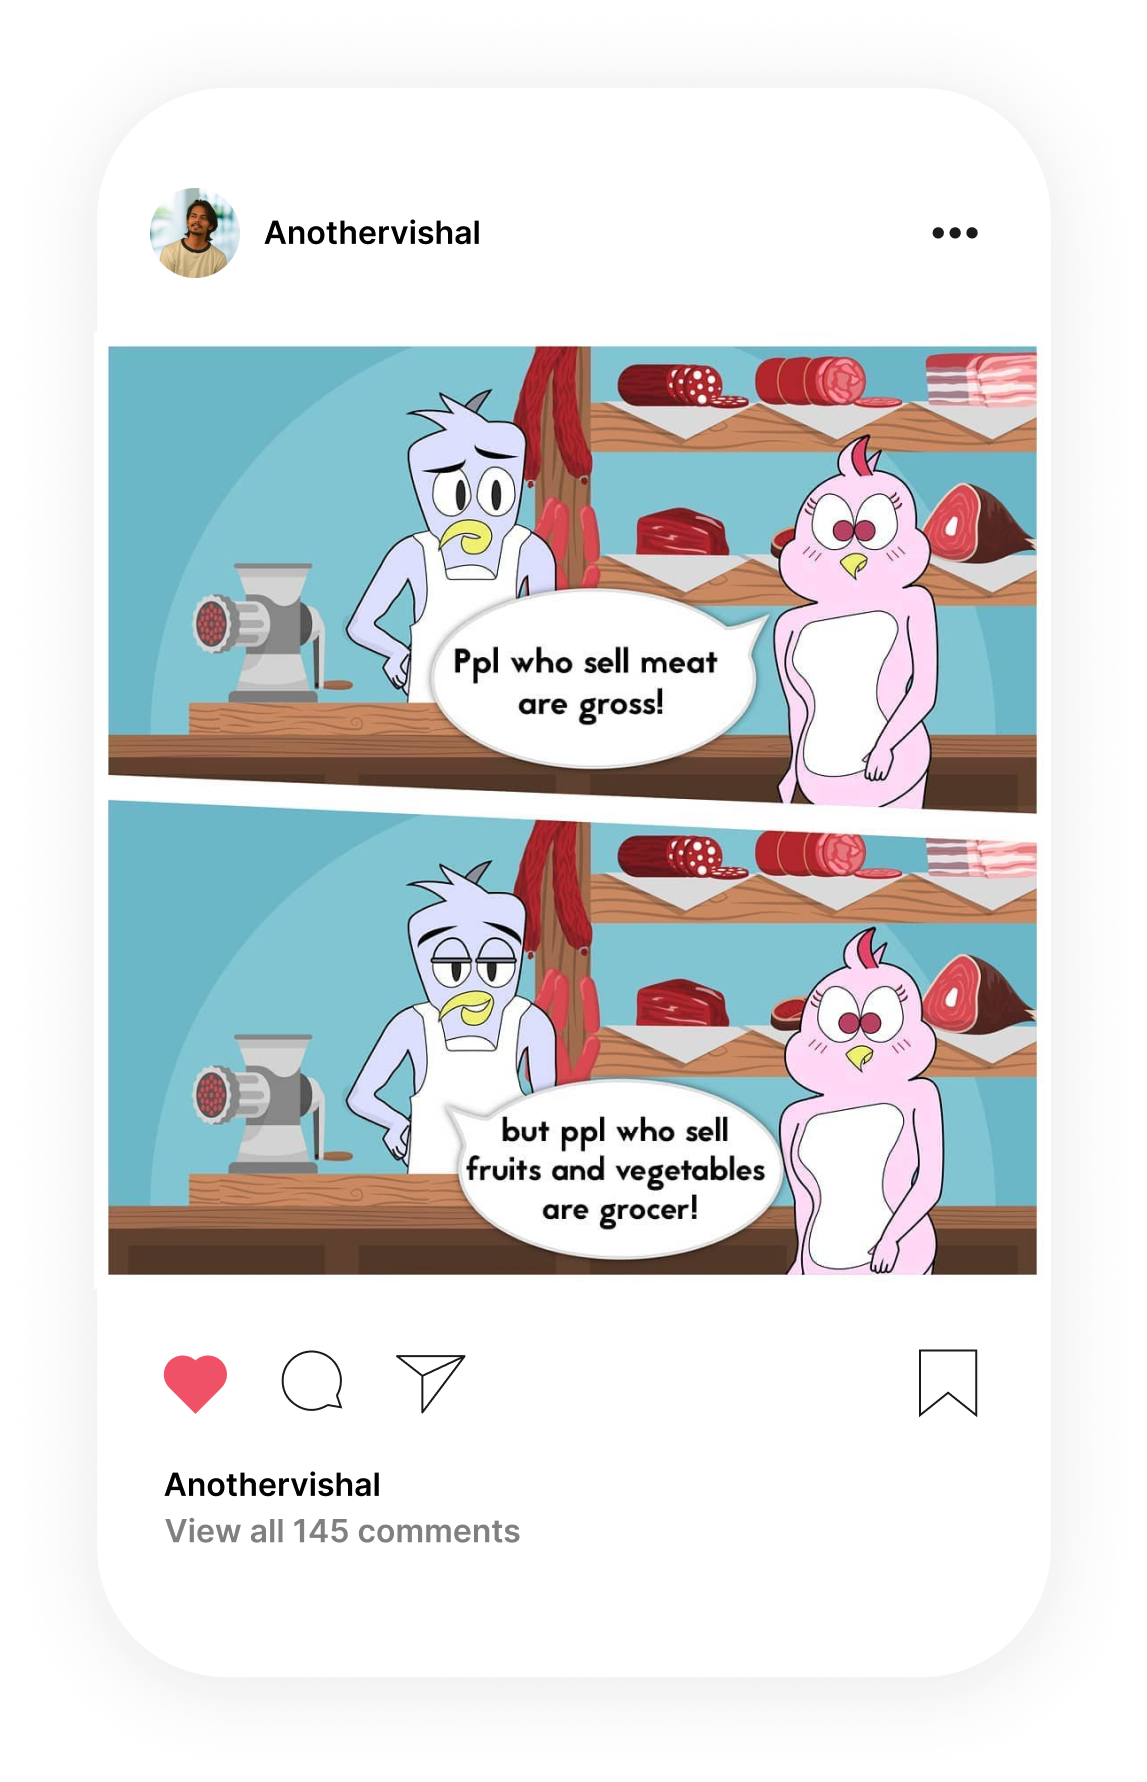 Anothervishal
Ppl who sell meat
are gross!
but ppl who sell
fruits and vegetables
are grocer!
Anothervishal
View all 145 comments